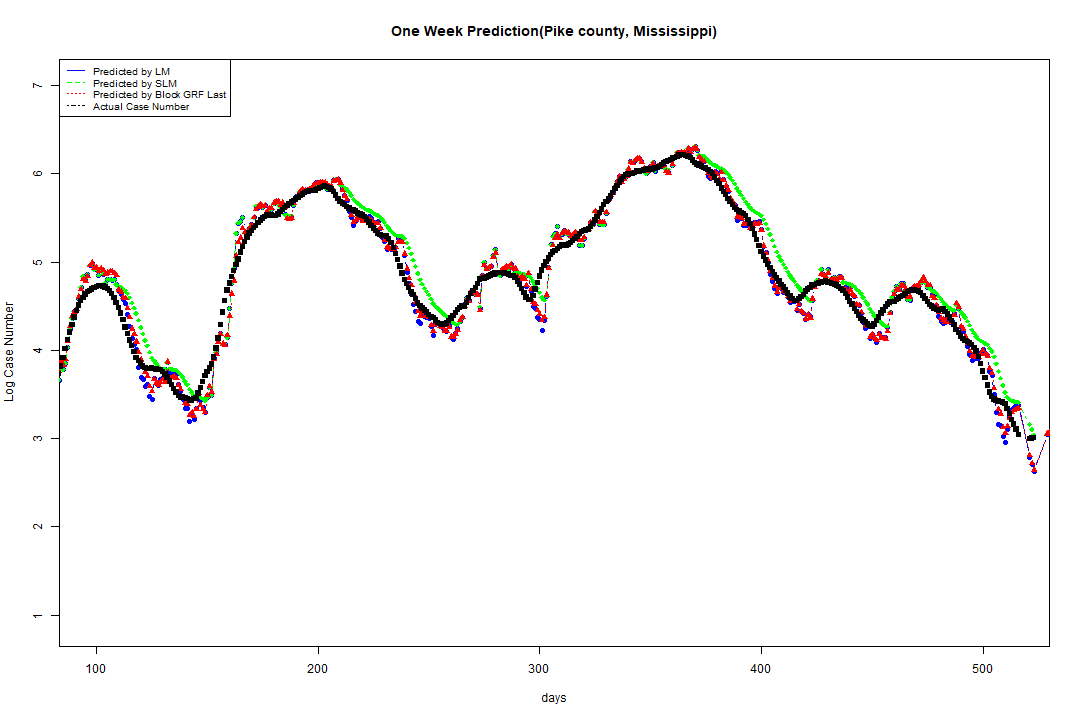 One Week Prediction(Pike county, Mississippi)
Predicted by LM
Predicted by SLM
Predicted by Block GRF Last
Actual Case Number
Log Case Number
7
6
5
4
3
2
1
100 200 300 400 500
days